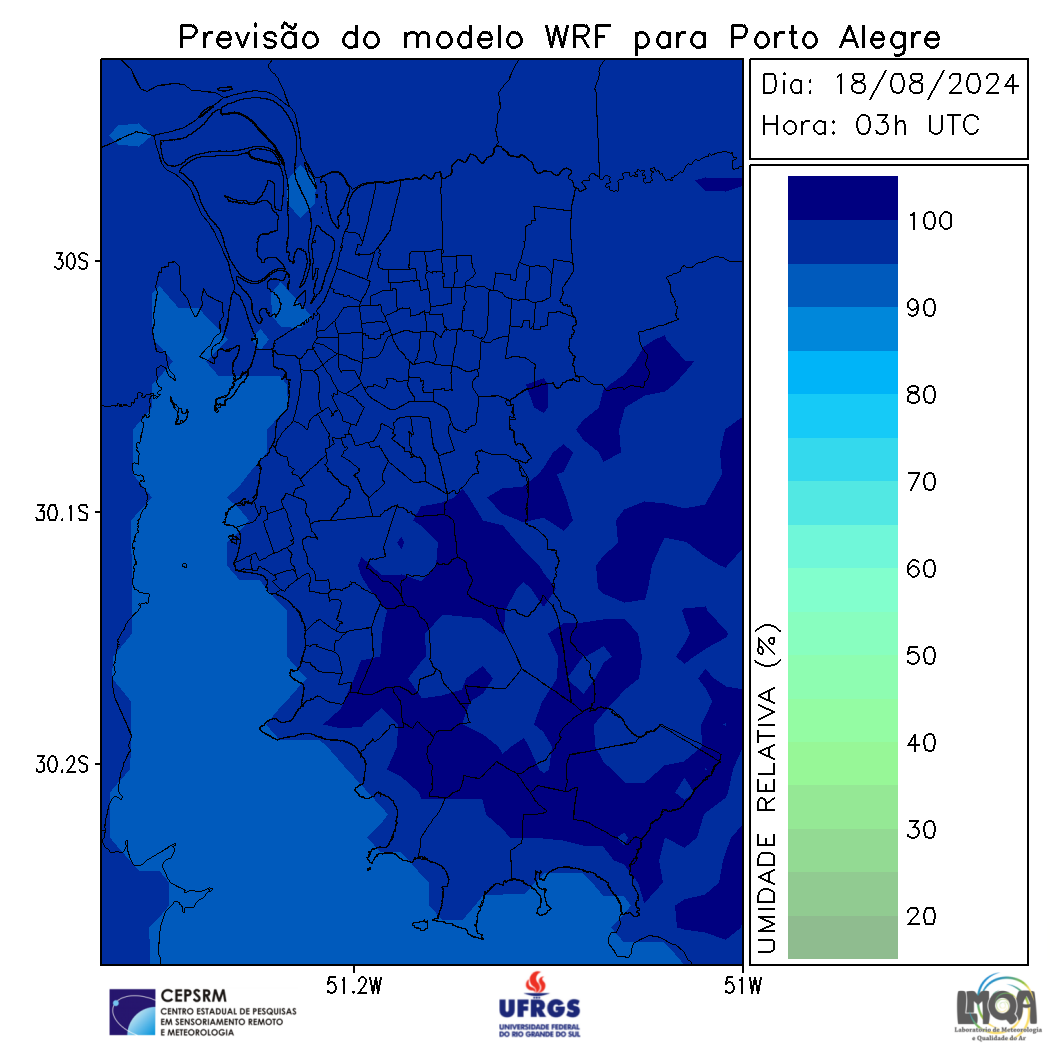 Previsão do modelo WRF para Porto Alegre
Dia: 18/08/2024
Hora: 03h UTC
100
90
80
70
60
50
40
30
20
UMIDADE RELATIVA (%)
30S
30.1S
30.2S
51.2W
51W
CEPSRM
CENTRO ESTADUAL DE PESQUISAS
EM SENSORIAMENTO REMOTO
E METEOROLOGIA
UFRGS
UNIVERSIDADE FEDERAL
DO RIO GRANDE DO SUL
LMQA
Laboratório de Meteorologia
e Qualidade do Ar